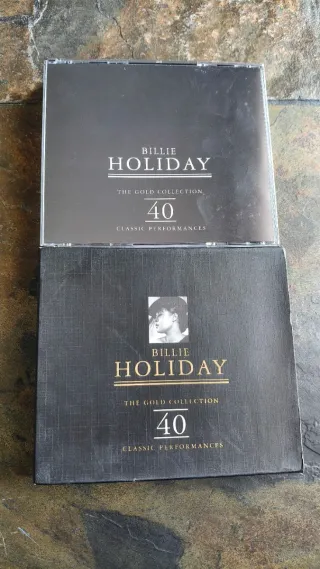 BILLIE
HOLIDAY
THE GOLD COLLECTION
40
CLASSIC PERFORMANCES
BILLIE
HOLIDAY
THE GOLD COLLECTION
40
CLASSIC PERFORMANCES